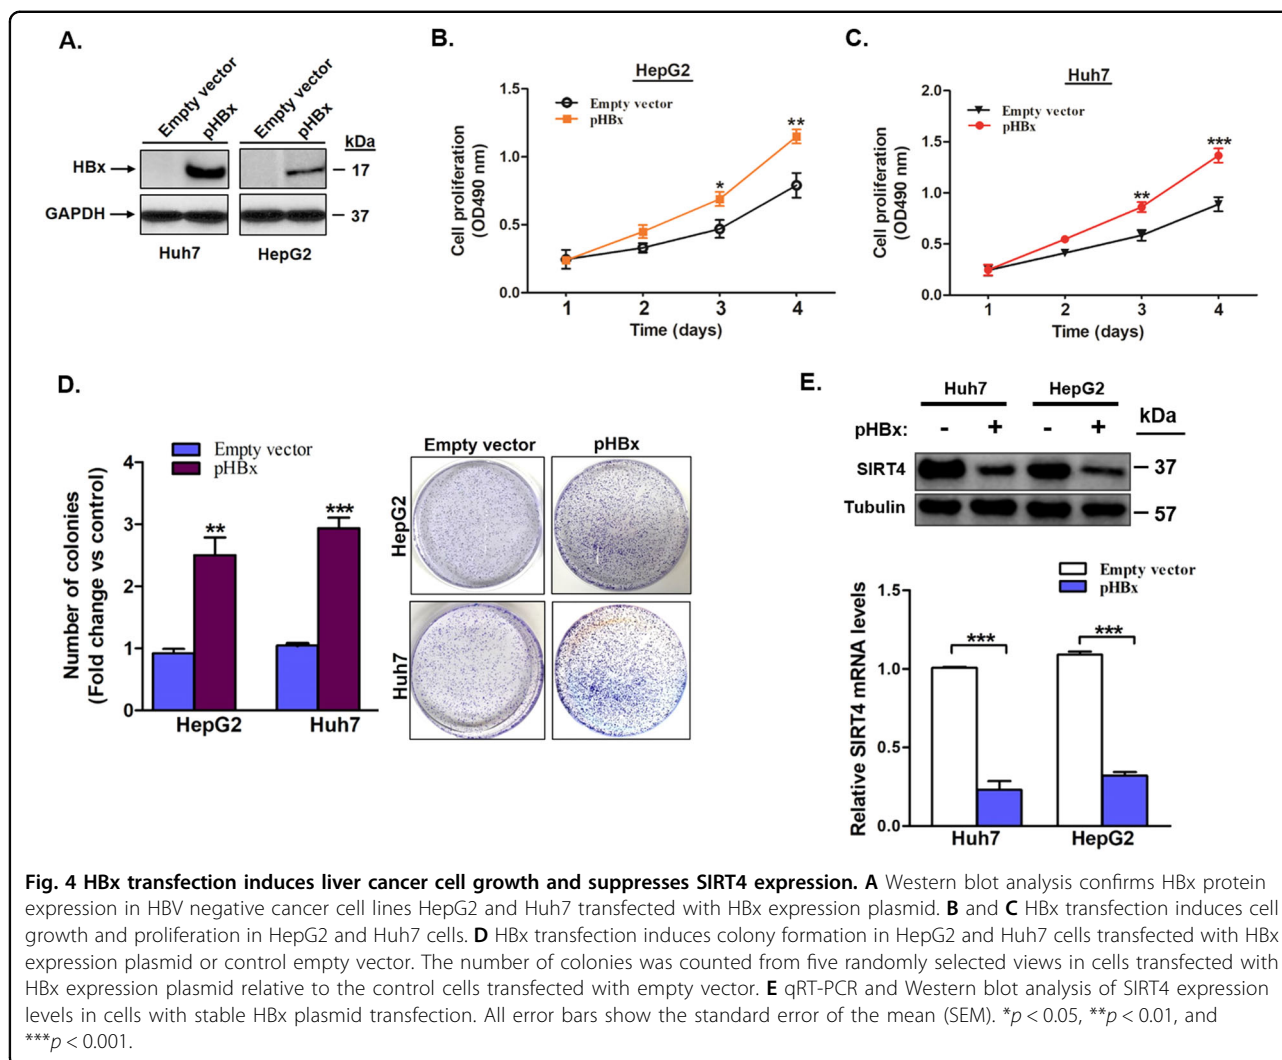 A.
Empty vector
pHBx
Empty vector
pHBx
kDa
HBx
17
GAPDH
37
Huh7
HepG2
B.
HepG2
Empty vector
pHBx
Cell proliferation
(OD490 nm)
1.5
1.0
0.5
0.0
*
**
1 2 3 4
Time (days)
C.
Huh7
Empty vector
pHBx
Cell proliferation
(OD490 nm)
2.0
1.5
1.0
0.5
0.0
**
***
1 2 3 4
Time (days)
D.
Empty vector
pHBx
Number of colonies
(Fold change vs control)
4
3
2
1
0
**
***
HepG2 Huh7
Empty vector pHBx
HepG2
Huh7
E.
Huh7 HepG2
kDa
pHBx: - + - +
SIRT4
37
Tubulin
57
Empty vector
pHBx
Relative SIRT4 mRNA levels
1.5
1.0
0.5
0.0
***
***
Huh7 HepG2
Fig. 4 HBx transfection induces liver cancer cell growth and suppresses SIRT4 expression. A Western blot analysis confirms HBx protein
expression in HBV negative cancer cell lines HepG2 and Huh7 transfected with HBx expression plasmid. B and C HBx transfection induces cell
growth and proliferation in HepG2 and Huh7 cells. D HBx transfection induces colony formation in HepG2 and Huh7 cells transfected with HBx
expression plasmid or control empty vector. The number of colonies was counted from five randomly selected views in cells transfected with
HBx expression plasmid relative to the control cells transfected with empty vector. E qRT-PCR and Western blot analysis of SIRT4 expression
levels in cells with stable HBx plasmid transfection. All error bars show the standard error of the mean (SEM). *p < 0.05, **p < 0.01, and
***p < 0.001.